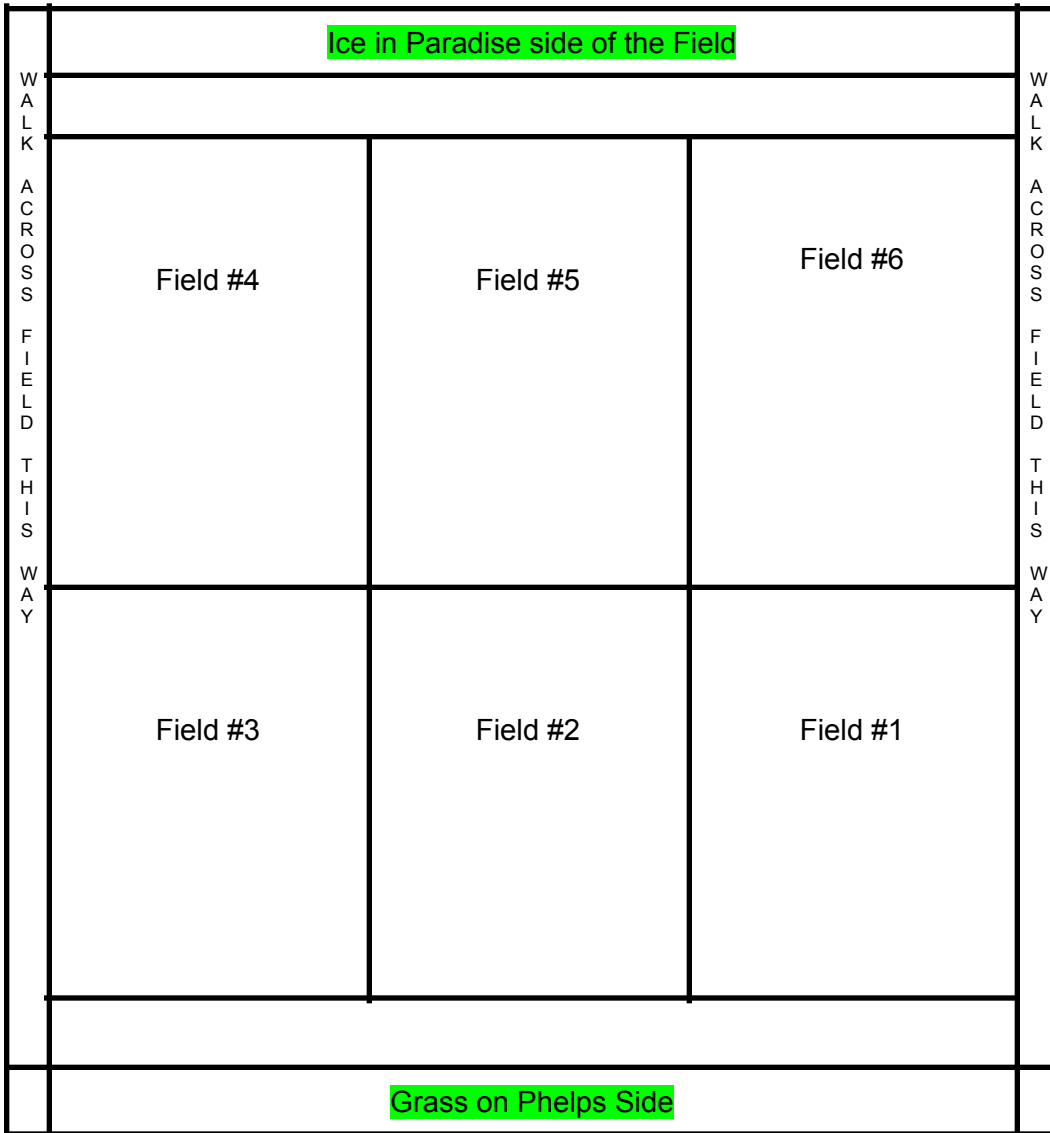 Ice in Paradise side of the Field
WALK ACROSS FIELD THIS WAY
WALK ACROSS FIELD THIS WAY
Field #4
Field #5
Field #6
Field #3
Field #2
Field #1
Grass on Phelps Side